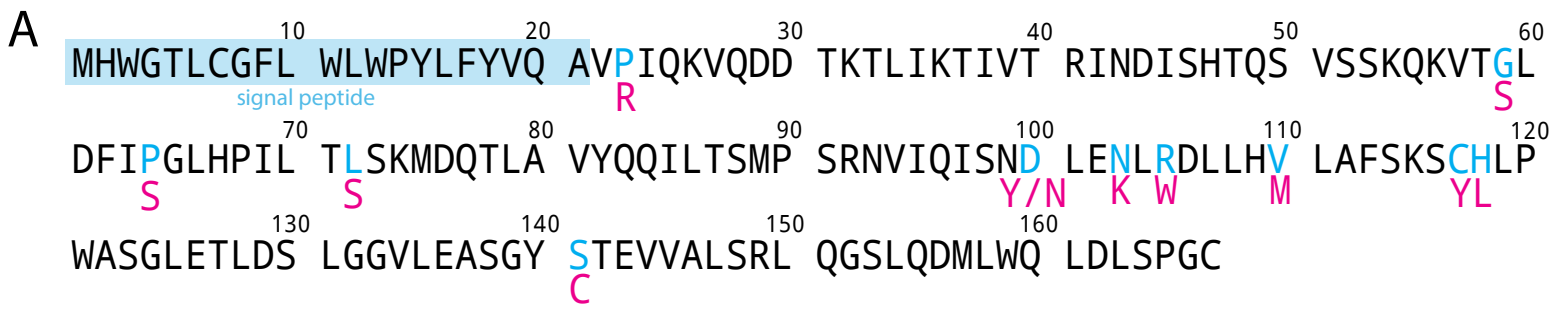 A
10 20 30 40 50 60
MHWGTLCGFL WLWPYLFYVQ AVPIQKVQDD TKTLIKTIVT RINDISHTQS VSSKQKVTGL
signal peptide R S
70 80 90 100 110 120
DFIPGLHPIL TLSKMDQTLA VYQQILTSMP SRNVIQISND LENLRDLLHV LAFSKSCHLP
S S Y/N K W M YL
130 140 150 160
WASGLETLDS LGGVLEASGY STEVVALSRL QGSLQDMLWQ LDLSPGC
C